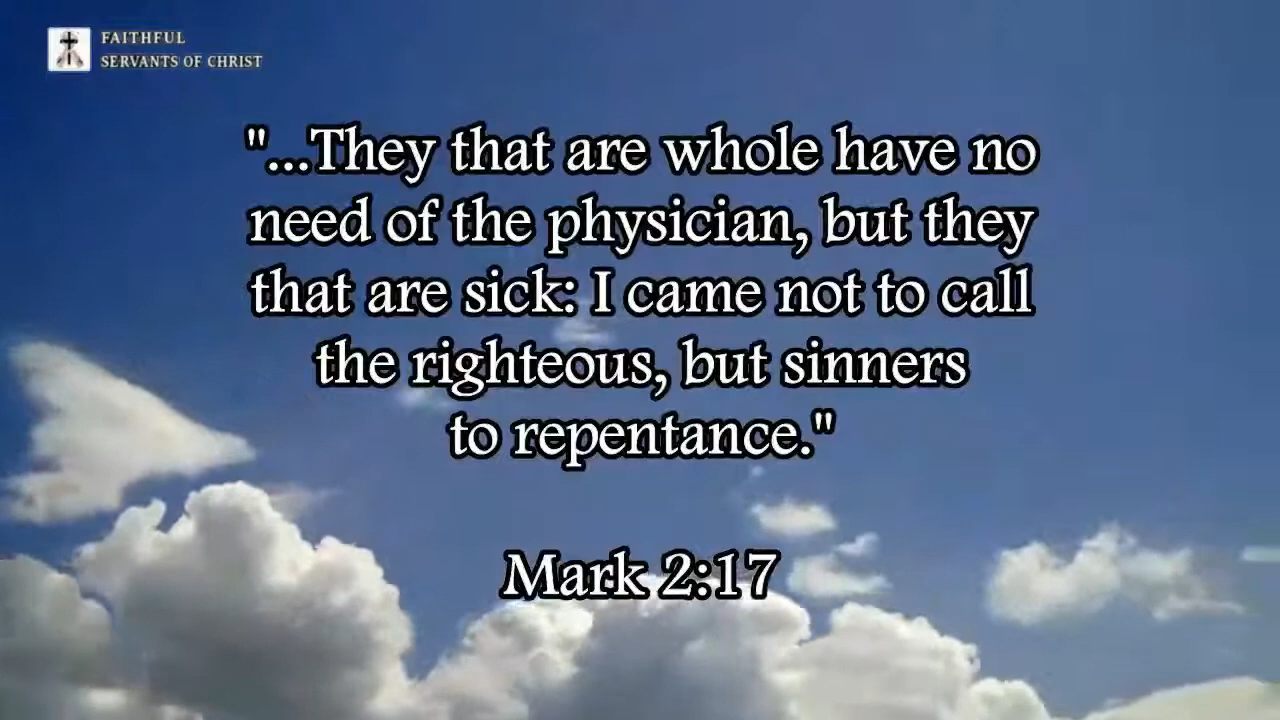 FAITHFUL
SERVANTS OF CHRIST
"...They that are whole have no
need of the physician, but they
that are sick: I came not to call
the righteous, but sinners
to repentance."
Mark 2:17